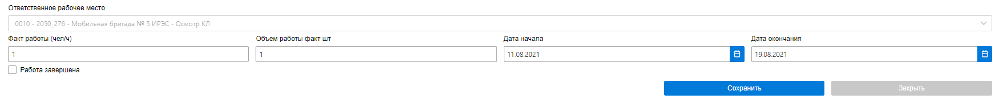 Ответственное рабочее место
0010 - 2050_276 - Мобильная бригада № 5 ИРЭС - Осмотр КЛ
Факт работы (чел/ч) Объем работы факт шт Дата начала Дата окончания
1 1 11.08.2021 19.08.2021
Работа завершена
Сохранить Закрыть